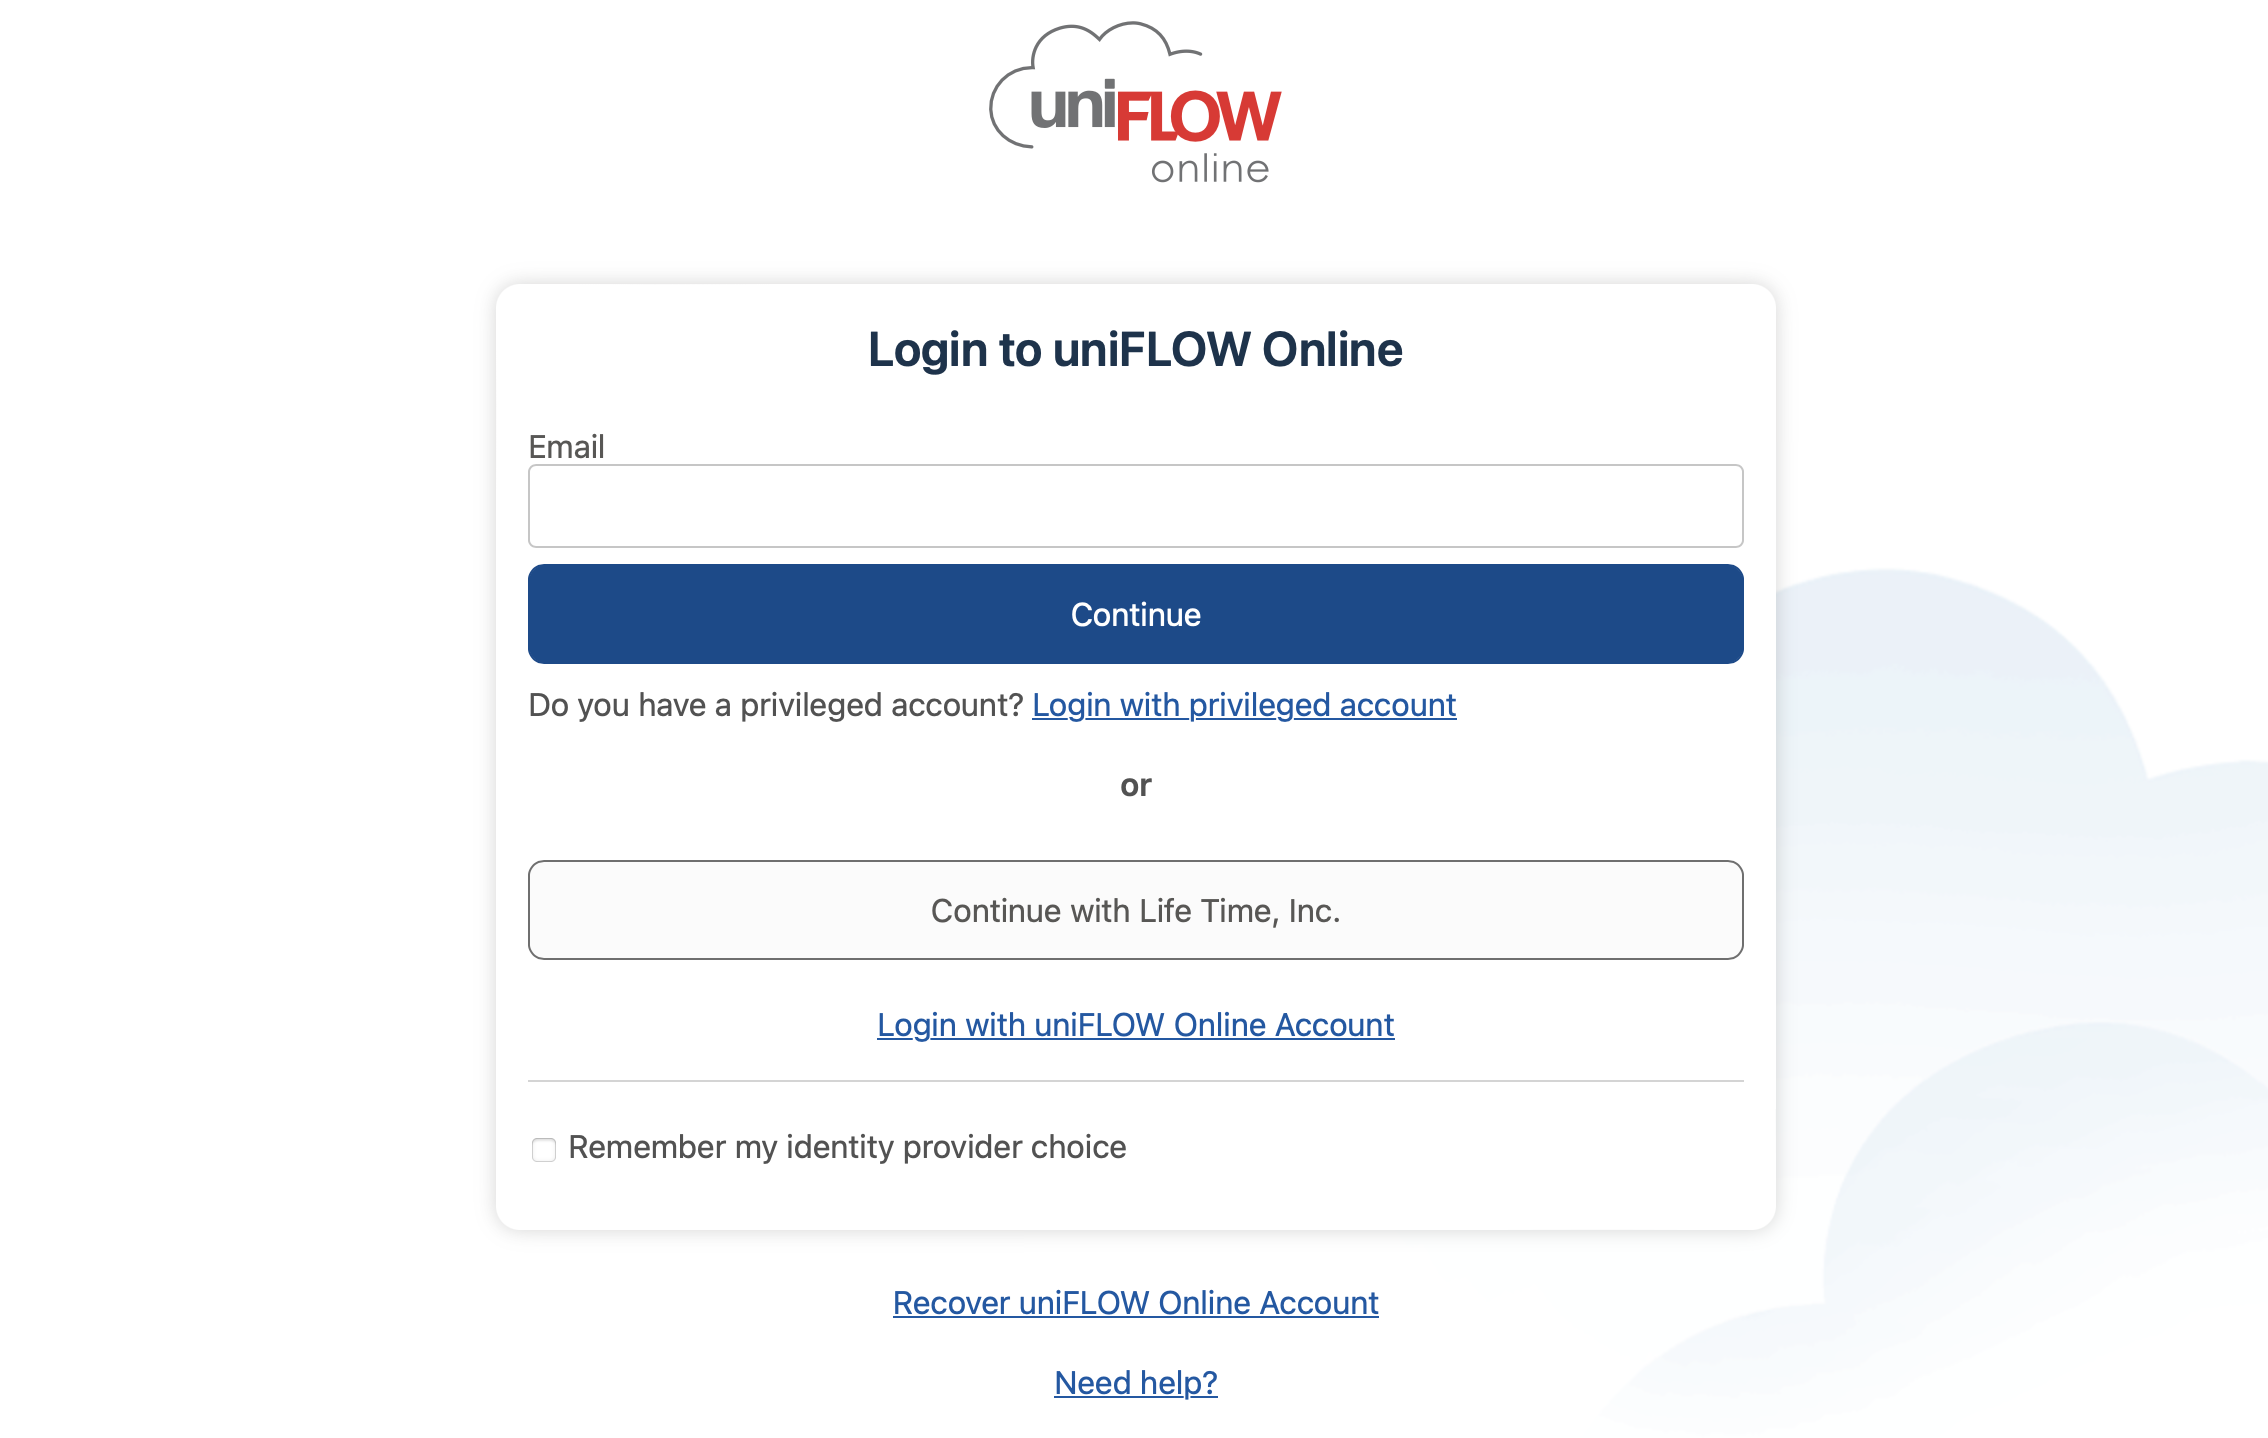 uniFLOW
online
Login to uniFLOW Online
Email
Continue
Do you have a privileged account? Login with privileged account
or
Continue with Life Time, Inc.
Login with uniFLOW Online Account
Remember my identity provider choice
Recover uniFLOW Online Account
Need help?